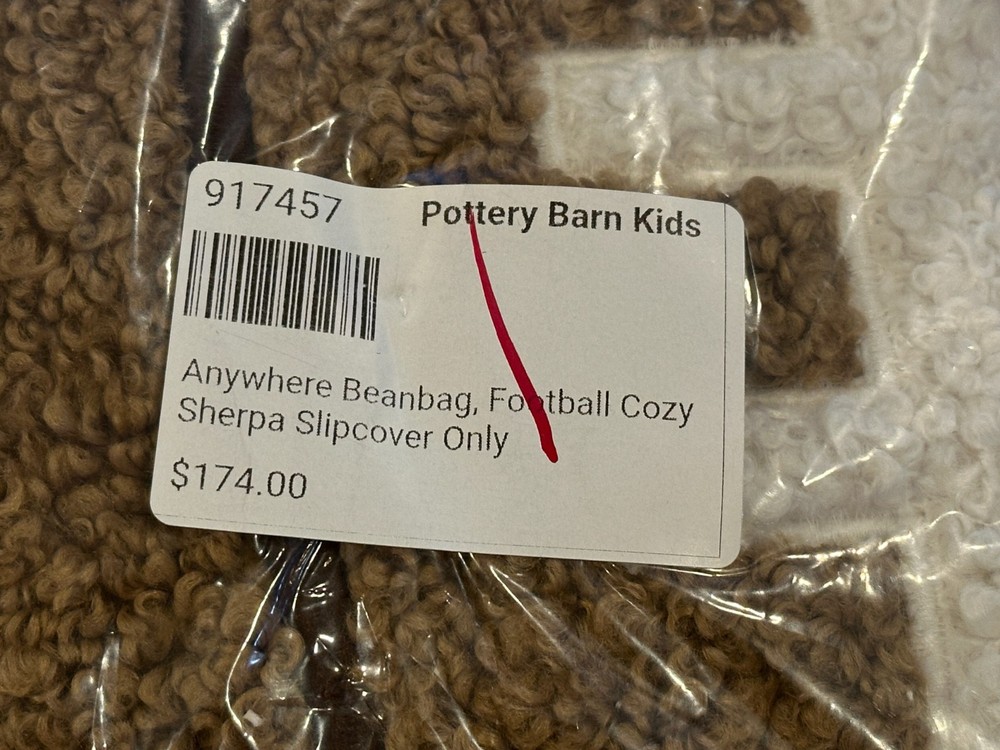 917457
Pottery Barn Kids
Anywhere Beanbag, Football Cozy
Sherpa Slipcover Only
$174.00